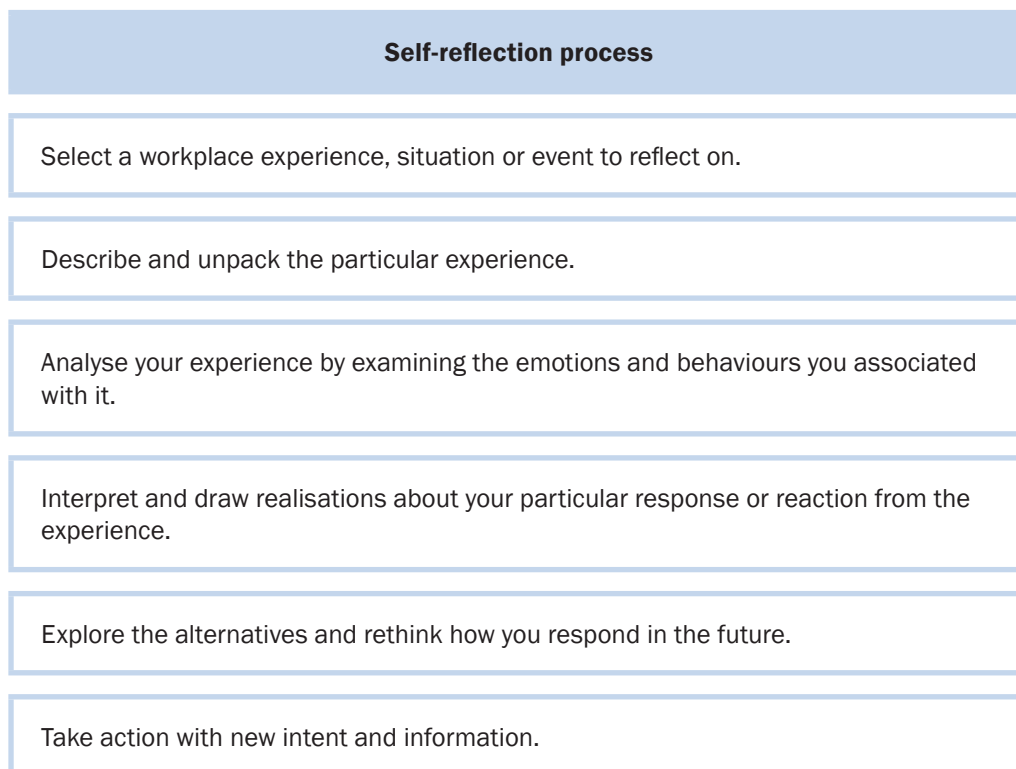 Self-reflection process
Select a workplace experience, situation or event to reflect on.
Describe and unpack the particular experience.
Analyse your experience by examining the emotions and behaviours you associated
with it.
Interpret and draw realisations about your particular response or reaction from the
experience.
Explore the alternatives and rethink how you respond in the future.
Take action with new intent and information.